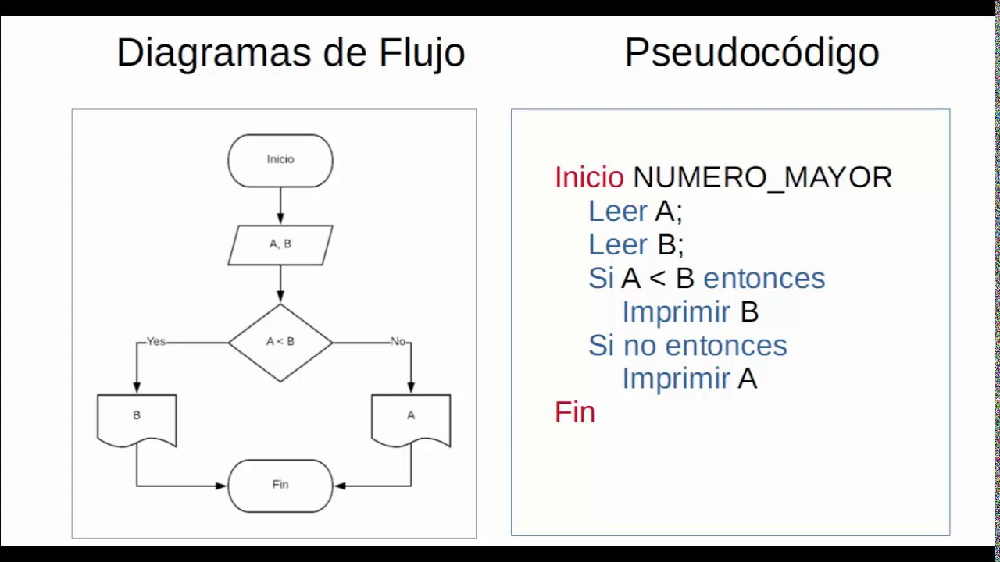 Diagramas de Flujo
Inicio
A, B
A < B
Yes
No
B
A
Fin
Pseudocódigo
Inicio NUMERO_MAYOR
Leer A;
Leer B;
Si A < B entonces
Imprimir B
Si no entonces
Imprimir A
Fin